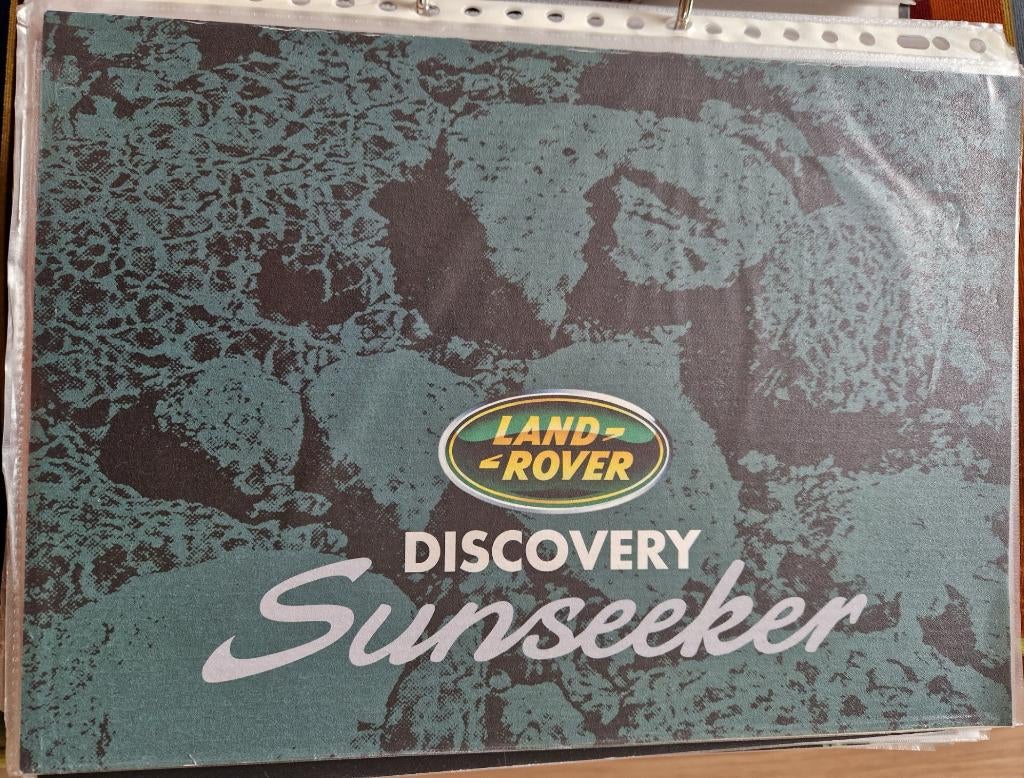 LAND-
-ROVER
DISCOVERY
Sunseeker